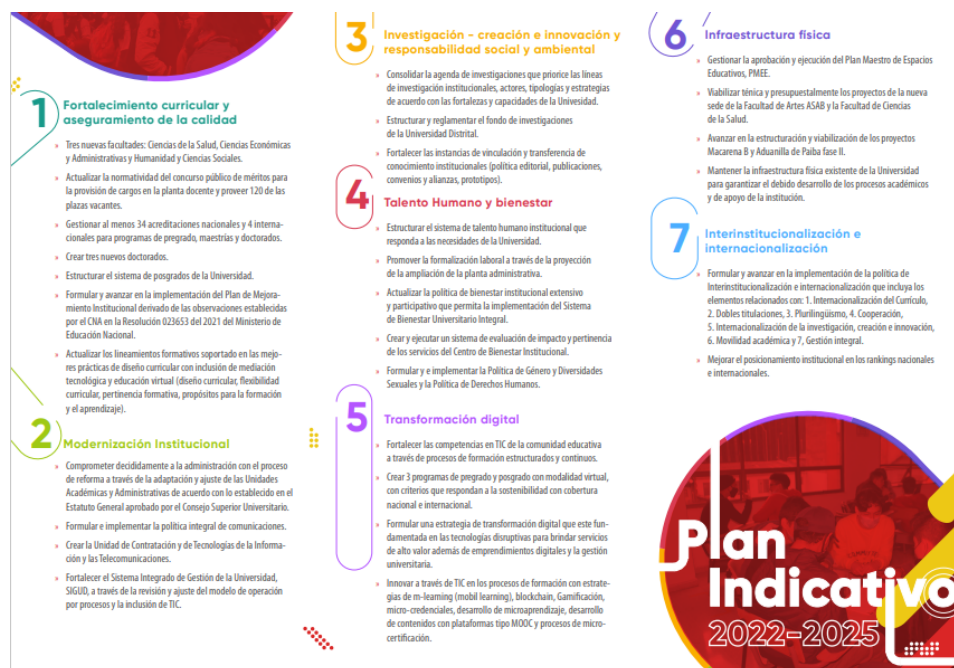 1
Fortalecimiento curricular y
aseguramiento de la calidad
» Tres nuevas facultades: Ciencias de la Salud, Ciencias Económicas
y Administrativas y Humanidad y Ciencias Sociales.
» Actualizar la normatividad del concurso público de méritos para
la provisión de cargos en la planta docente y proveer 120 de las
plazas vacantes.
» Gestionar al menos 34 acreditaciones nacionales y 4 interna-
cionales para programas de pregrado, maestrías y doctorados.
» Crear tres nuevos doctorados.
» Estructurar el sistema de posgrados de la Universidad.
» Formular y avanzar en la implementación del Plan de Mejora-
miento Institucional derivado de las observaciones establecidas
por el CNA en la Resolución 023653 del 2021 del Ministerio de
Educación Nacional.
» Actualizar los lineamientos formativos soportado en las mejo-
res prácticas de diseño curricular con inclusión de mediación
tecnológica y educación virtual (diseño curricular, flexibilidad
curricular, pertinencia formativa, propósitos para la formación
y el aprendizaje).
2
Modernización Institucional
» Comprometer decididamente a la administración con el proceso
de reforma a través de la adaptación y ajuste de las Unidades
Académicas y Administrativas de acuerdo con lo establecido en el
Estatuto General aprobado por el Consejo Superior Universitario.
» Formular e implementar la política integral de comunicaciones.
» Crear la Unidad de Contratación y de Tecnologías de la Informa-
ción y las Telecomunicaciones.
» Fortalecer el Sistema Integrado de Gestión de la Universidad,
SIGUD, a través de la revisión y ajuste del modelo de operación
por procesos y la inclusión de TIC.
3
Investigación - creación e innovación y
responsabilidad social y ambiental
» Consolidar la agenda de investigaciones que priorice las líneas
de investigación institucionales, actores, tipologías y estrategias
de acuerdo con las fortalezas y capacidades de la Univesidad.
» Estructurar y reglamentar el fondo de investigaciones
de la Universidad Distrital.
» Fortalecer las instancias de vinculación y transferencia de
conocimiento institucionales (política editorial, publicaciones,
convenios y alianzas, prototipos).
4
Talento Humano y bienestar
» Estructurar el sistema de talento humano institucional que
responda a las necesidades de la Universidad.
» Promover la formalización laboral a través de la proyección
de la ampliación de la planta administrativa.
» Actualizar la política de bienestar institucional extensivo
y participativo que permita la implementación del Sistema
de Bienestar Universitario Integral.
» Crear y ejecutar un sistema de evaluación de impacto y pertinencia
de los servicios del Centro de Bienestar Institucional.
» Formular y e implementar la Política de Género y Diversidades
Sexuales y la Política de Derechos Humanos.
5
Transformación digital
» Fortalecer las competencias en TIC de la comunidad educativa
a través de procesos de formación estructurados y continuos.
» Crear 3 programas de pregrado y posgrado con modalidad virtual,
con criterios que respondan a la sostenibilidad con cobertura
nacional e internacional.
» Formular una estrategia de transformación digital que este fun-
damentada en las tecnologías disruptivas para brindar servicios
de alto valor además de emprendimientos digitales y la gestión
universitaria.
» Innovar a través de TIC en los procesos de formación con estrate-
gias de m-learning (mobil learning), blockchain, Gamificación,
micro-credenciales, desarrollo de microaprendizaje, desarrollo
de contenidos con plataformas tipo MOOC y procesos de micro-
certificación.
6
Infraestructura física
» Gestionar la aprobación y ejecución del Plan Maestro de Espacios
Educativos, PMEE.
» Viabilizar ténica y presupuestalmente los proyectos de la nueva
sede de la Facultad de Artes ASAB y la Facultad de Ciencias
de la Salud.
» Avanzar en la estructuración y viabilización de los proyectos
Macarena B y Aduanilla de Paiba fase II.
» Mantener la infraestructura física existente de la Universidad
para garantizar el debido desarrollo de los procesos académicos
y de apoyo de la institución.
7
Interinstitucionalización e
internacionalización
» Formular y avanzar en la implementación de la política de
Interinstitucionalización e internacionalización que incluya los
elementos relacionados con: 1. Internacionalización del Currículo,
2. Dobles titulaciones, 3. Plurilingüismo, 4. Cooperación,
5. Internacionalización de la investigación, creación e innovación,
6. Movilidad académica y 7, Gestión integral.
» Mejorar el posicionamiento institucional en los rankings nacionales
e internacionales.
Plan
Indicativo
2022-2025